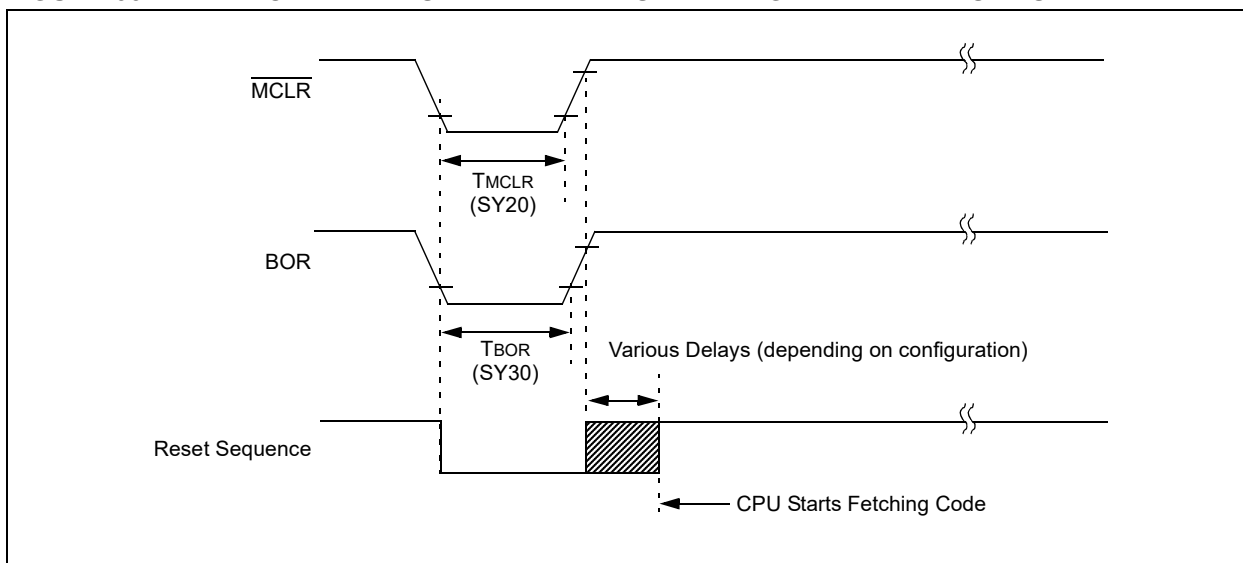 MCLR
TMCLR
(SY20)
BOR
TBOR
(SY30)
Various Delays (depending on configuration)
Reset Sequence
CPU Starts Fetching Code